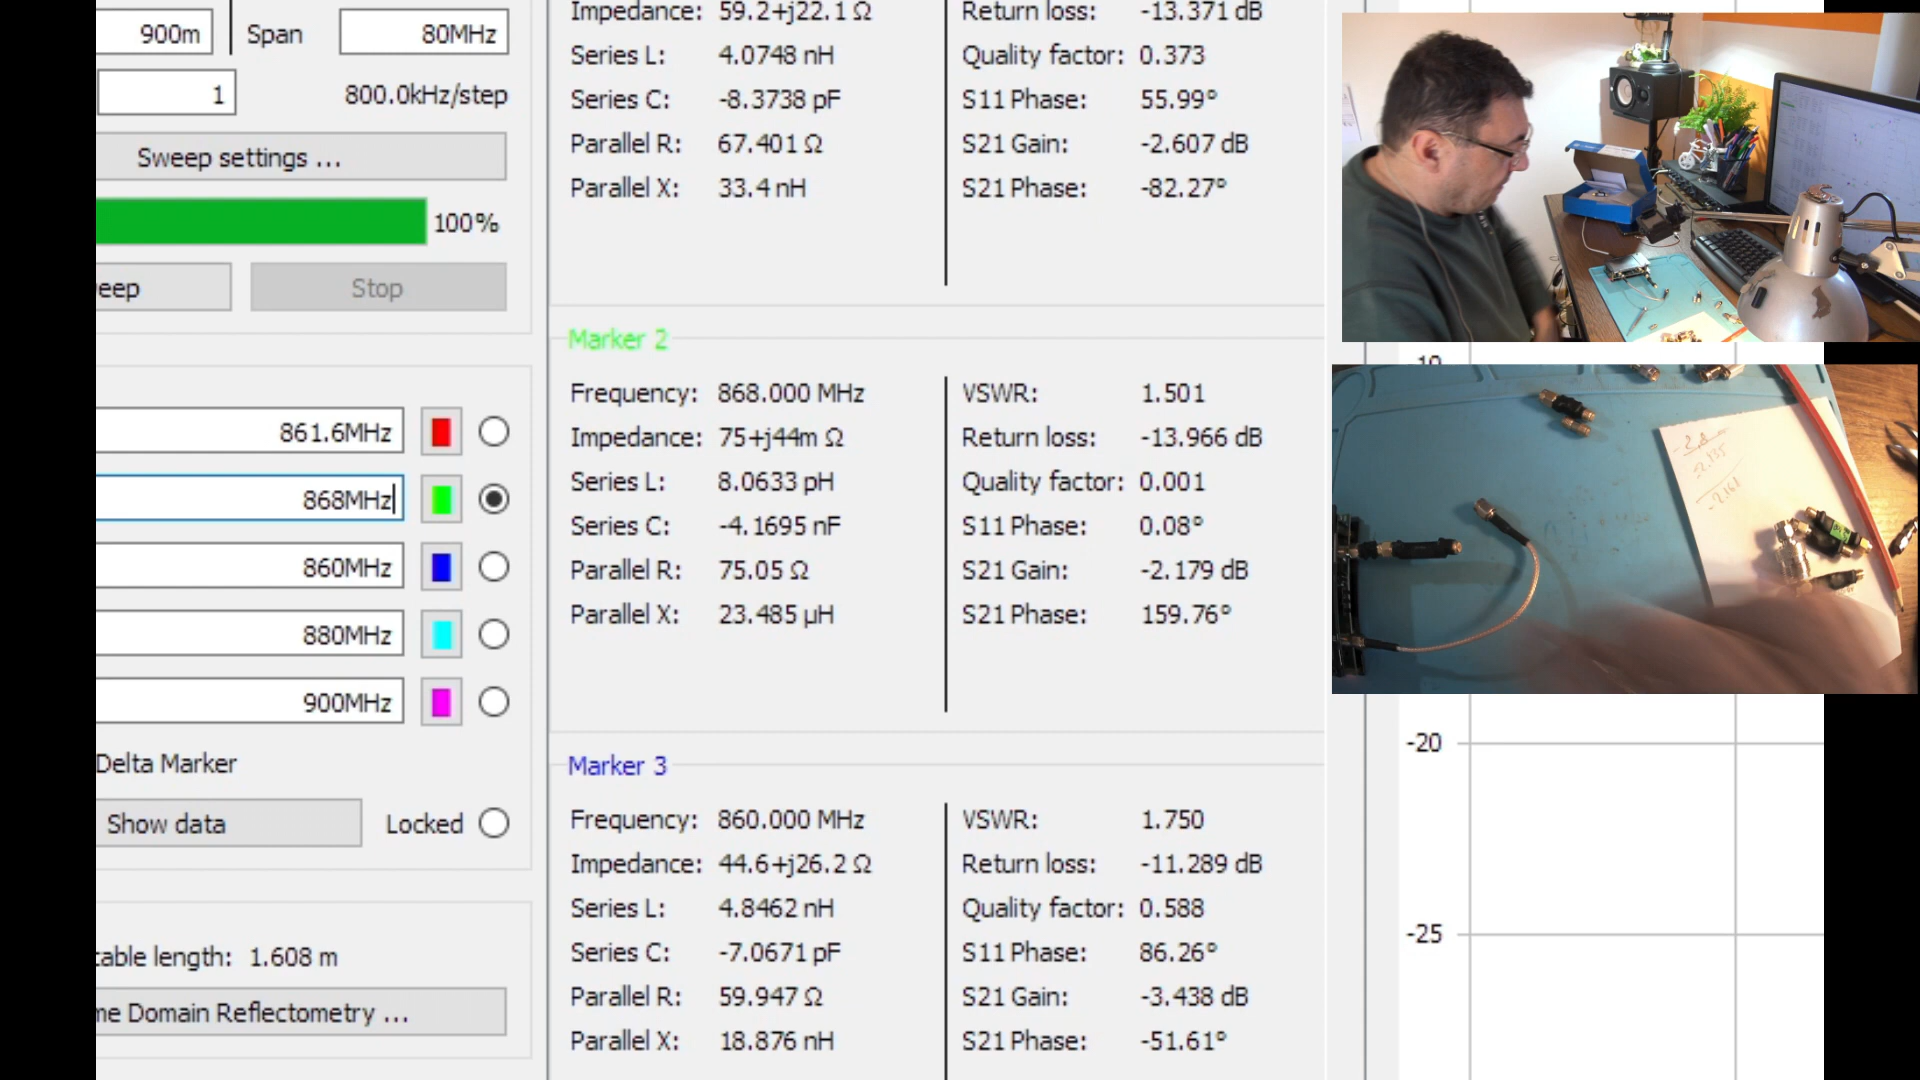 900m Span 80MHz
1 800.0kHz/step
Sweep settings ...
100%
eep Stop
861.6MHz
868MHz
860MHz
880MHz
900MHz
Delta Marker
Show data Locked
cable length: 1.608 m
me Domain Reflectometry ...
Impedance: 59.2+j22.1 Ω
Series L: 4.0748 nH
Series C: -8.3738 pF
Parallel R: 67.401 Ω
Parallel X: 33.4 nH
Return loss: -13.371 dB
Quality factor: 0.373
S11 Phase: 55.99°
S21 Gain: -2.607 dB
S21 Phase: -82.27°
Marker 2
Frequency: 868.000 MHz
Impedance: 75+j44m Ω
Series L: 8.0633 pH
Series C: -4.1695 nF
Parallel R: 75.05 Ω
Parallel X: 23.485 µH
VSWR: 1.501
Return loss: -13.966 dB
Quality factor: 0.001
S11 Phase: 0.08°
S21 Gain: -2.179 dB
S21 Phase: 159.76°
Marker 3
Frequency: 860.000 MHz
Impedance: 44.6+j26.2 Ω
Series L: 4.8462 nH
Series C: -7.0671 pF
Parallel R: 59.947 Ω
Parallel X: 18.876 nH
VSWR: 1.750
Return loss: -11.289 dB
Quality factor: 0.588
S11 Phase: 86.26°
S21 Gain: -3.438 dB
S21 Phase: -51.61°
-20
-25